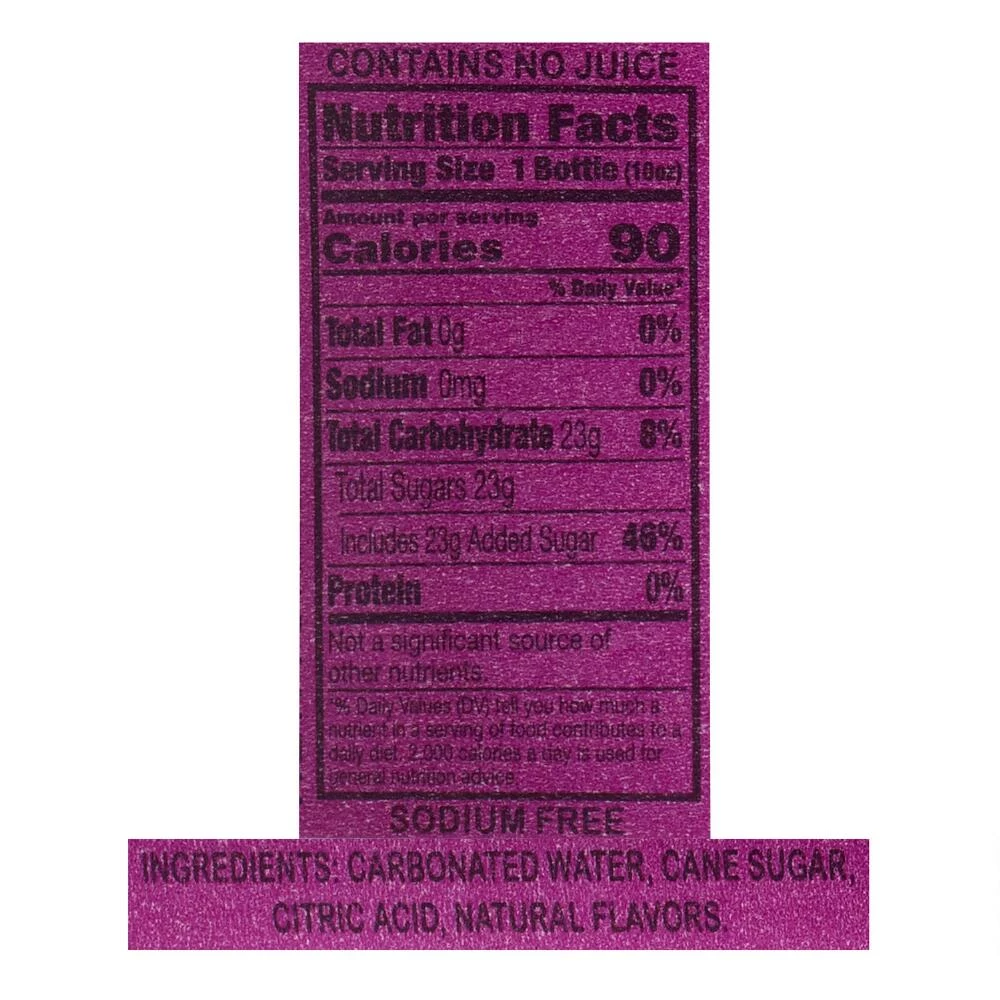 CONTAINS NO JUICE
Nutrition Facts
Serving Size 1 Bottle (10oz)
Amount per serving
Calories 90
% Daily Value*
Total Fat 0g 0%
Sodium 0mg 0%
Total Carbohydrate 23g 8%
Total Sugars 23g
Includes 23g Added Sugar 46%
Protein 0%
Not a significant source of
other nutrients.
*% Daily Values (DV) tell you how much a
nutrient in a serving of food contributes to a
daily diet. 2,000 calories a day is used for
general nutrition advice.
SODIUM FREE
INGREDIENTS: CARBONATED WATER, CANE SUGAR,
CITRIC ACID, NATURAL FLAVORS.